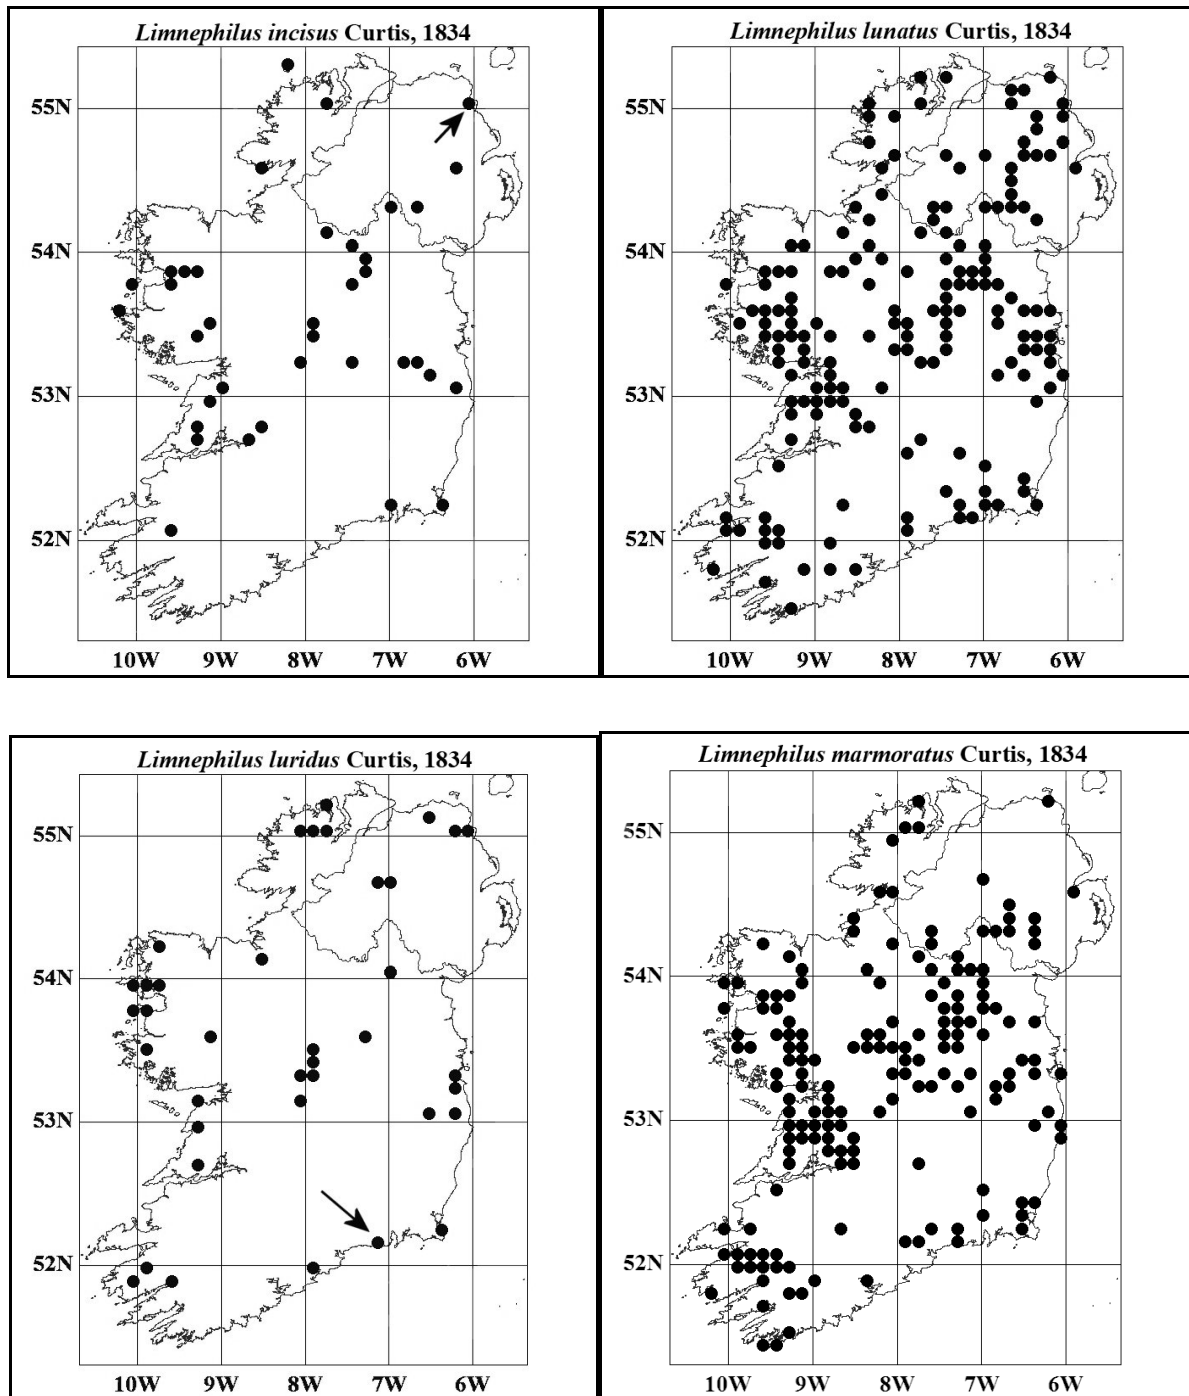 Limnephilus incisus Curtis, 1834
55N
54N
53N
52N
10W 9W 8W 7W 6W
Limnephilus lunatus Curtis, 1834
55N
54N
53N
52N
10W 9W 8W 7W 6W
Limnephilus luridus Curtis, 1834
55N
54N
53N
52N
10W 9W 8W 7W 6W
Limnephilus marmoratus Curtis, 1834
55N
54N
53N
52N
10W 9W 8W 7W 6W